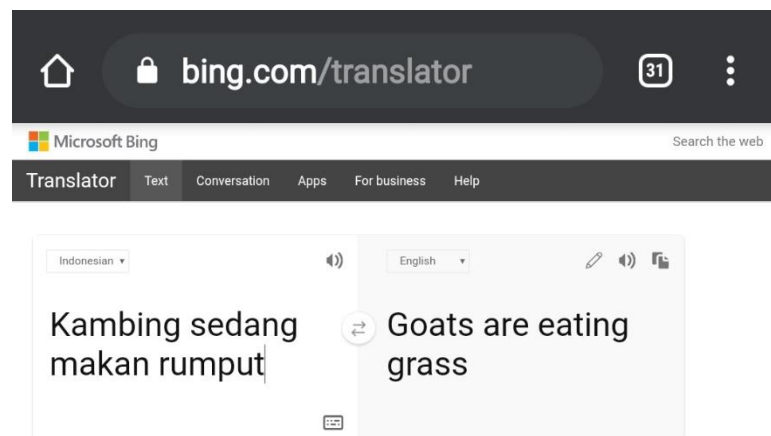 bing.com/translator 31
Microsoft Bing Search the web
Translator Text Conversation Apps For business Help
Indonesian English
Kambing sedang Goats are eating
makan rumput grass